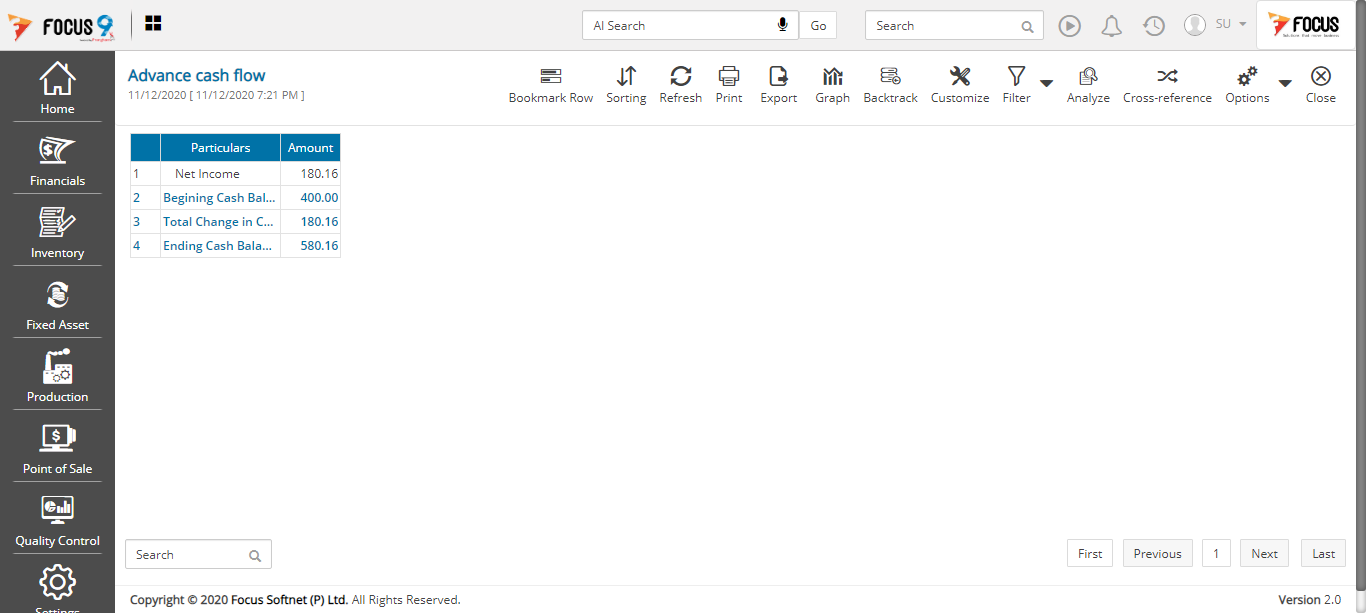 FOCUS 9
AI Search
Go
Search
SU
FOCUS
Home
Financials
Inventory
Fixed Asset
Production
Point of Sale
Quality Control
Settings
Advance cash flow
11/12/2020 [ 11/12/2020 7:21 PM ]
Bookmark Row
Sorting
Refresh
Print
Export
Graph
Backtrack
Customize
Filter
Analyze
Cross-reference
Options
Close
Particulars Amount
1 Net Income 180.16
2 Begining Cash Bal... 400.00
3 Total Change in C... 180.16
4 Ending Cash Bala... 580.16
Search
First
Previous
1
Next
Last
Copyright © 2020 Focus Softnet (P) Ltd. All Rights Reserved.
Version 2.0